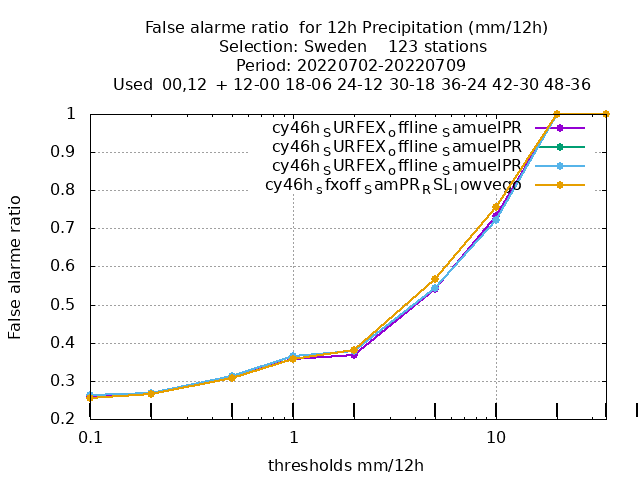 False alarme ratio  for 12h Precipitation (mm/12h)
Selection: Sweden    123 stations
Period: 20220702-20220709
Used  00,12  + 12-00 18-06 24-12 30-18 36-24 42-30 48-36
cy46h_SURFEX_offline_SamuelPR
cy46h_SURFEX_offline_SamuelPR
cy46h_SURFEX_offline_SamuelPR
cy46h_sfxoff_SamPR_RSL_lowvego
1
0.9
0.8
0.7
0.6
0.5
0.4
0.3
0.2
False alarme ratio
0.1 1 10
thresholds mm/12h